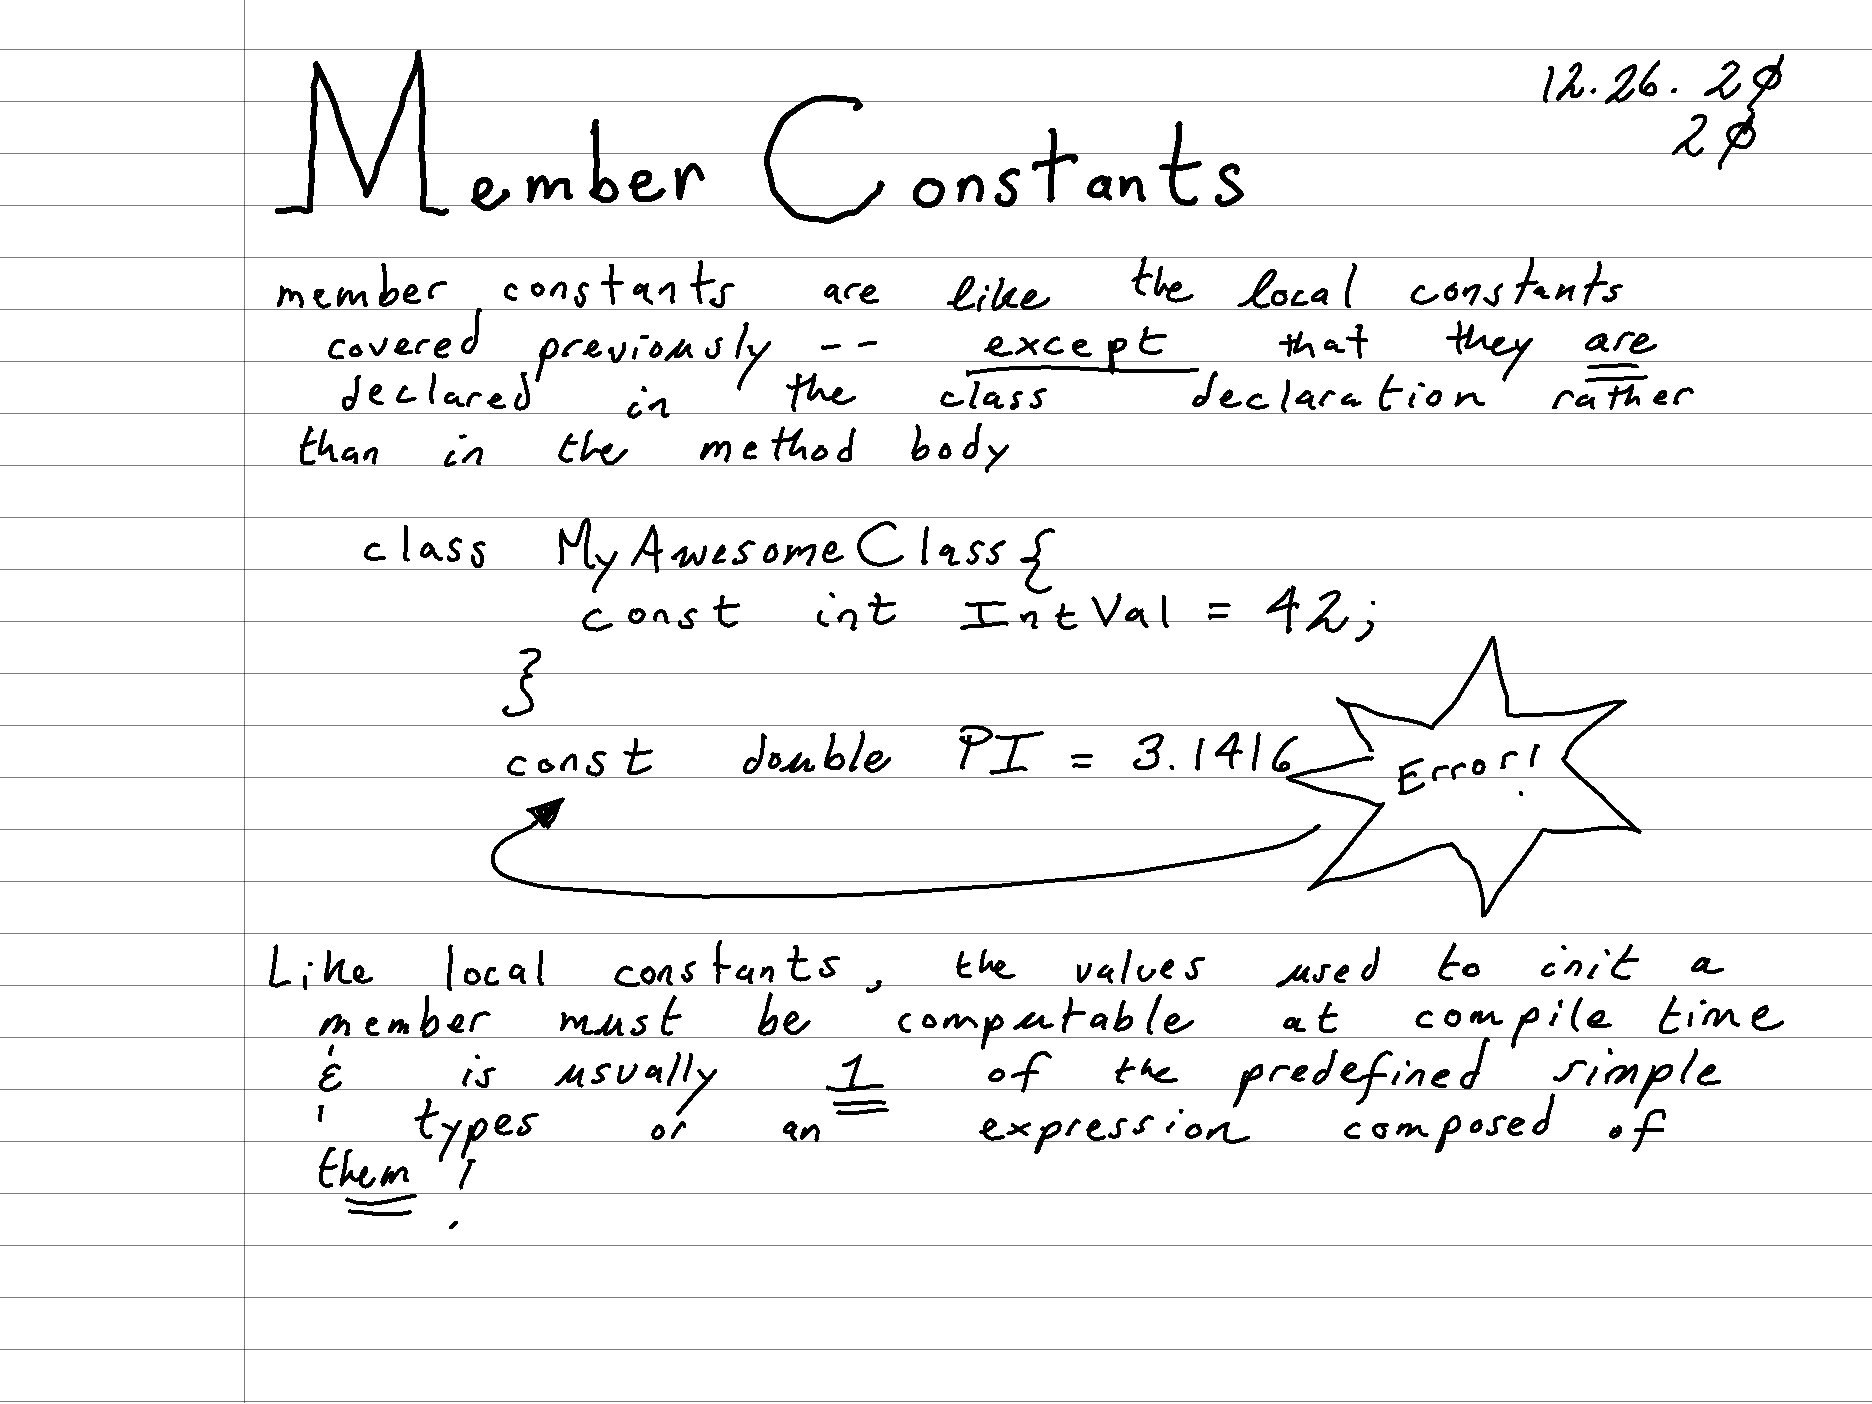 12.26.20
20
Member Constants
member constants are like the local constants
covered previously -- except that they are
declared in the class declaration rather
than in the method body
class MyAwesomeClass{
const int IntVal = 42;
}
const double PI = 3.1416
Error!
Like local constants, the values used to init a
member must be computable at compile time
& is usually 1 of the predefined simple
types or an expression composed of
them!